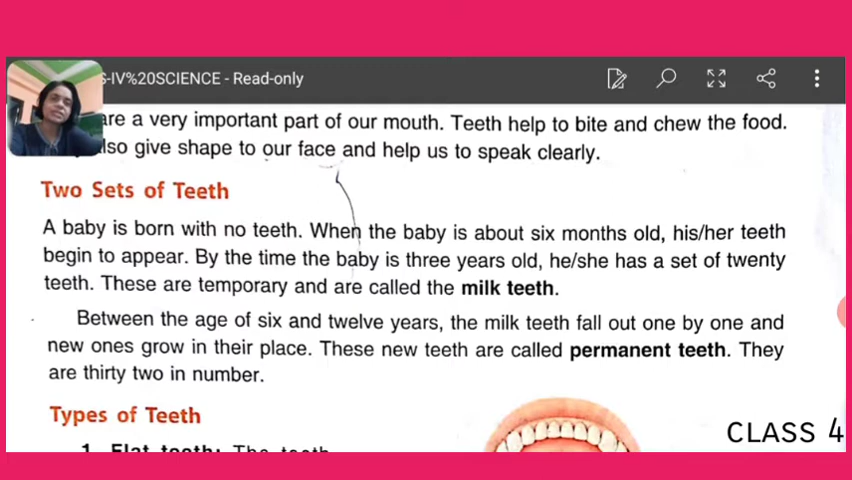 S-IV%20SCIENCE - Read-only
are a very important part of our mouth. Teeth help to bite and chew the food.
also give shape to our face and help us to speak clearly.
Two Sets of Teeth
A baby is born with no teeth. When the baby is about six months old, his/her teeth
begin to appear. By the time the baby is three years old, he/she has a set of twenty
teeth. These are temporary and are called the milk teeth.
Between the age of six and twelve years, the milk teeth fall out one by one and
new ones grow in their place. These new teeth are called permanent teeth. They
are thirty two in number.
Types of Teeth
1. Flat teeth: The teeth
CLASS 4